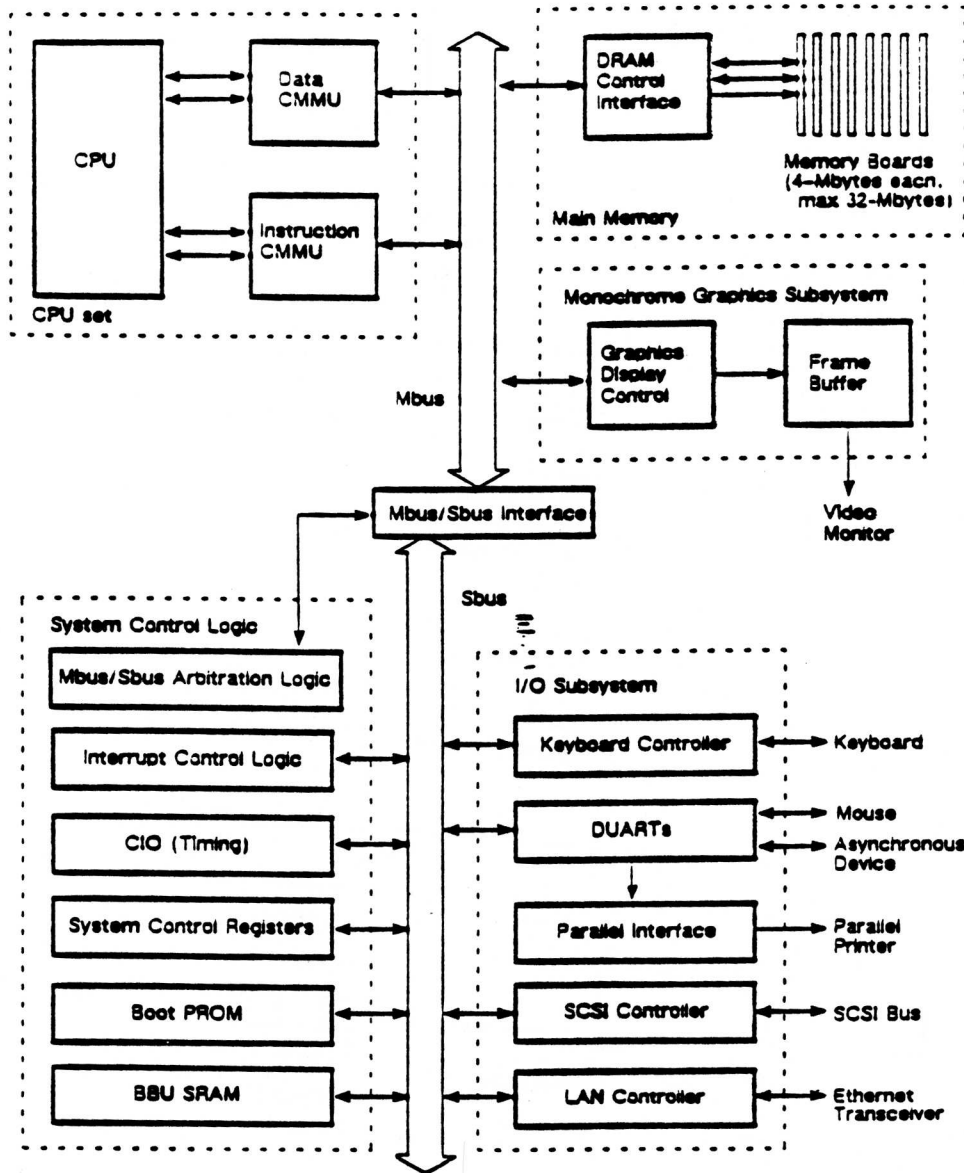 CPU
Data
CMMU
Instruction
CMMU
CPU set
DRAM
Control
Interface
Memory Boards
(4-Mbytes each.
max 32-Mbytes)
Main Memory
Monochrome Graphics Subsystem
Graphics
Display
Control
Frame
Buffer
Mbus
Video
Monitor
Mbus/Sbus Interface
Sbus
System Control Logic
Mbus/Sbus Arbitration Logic
Interrupt Control Logic
CIO (Timing)
System Control Registers
Boot PROM
BBU SRAM
I/O Subsystem
Keyboard Controller
Keyboard
DUARTs
Mouse
Asynchronous
Device
Parallel Interface
Parallel
Printer
SCSI Controller
SCSI Bus
LAN Controller
Ethernet
Transceiver